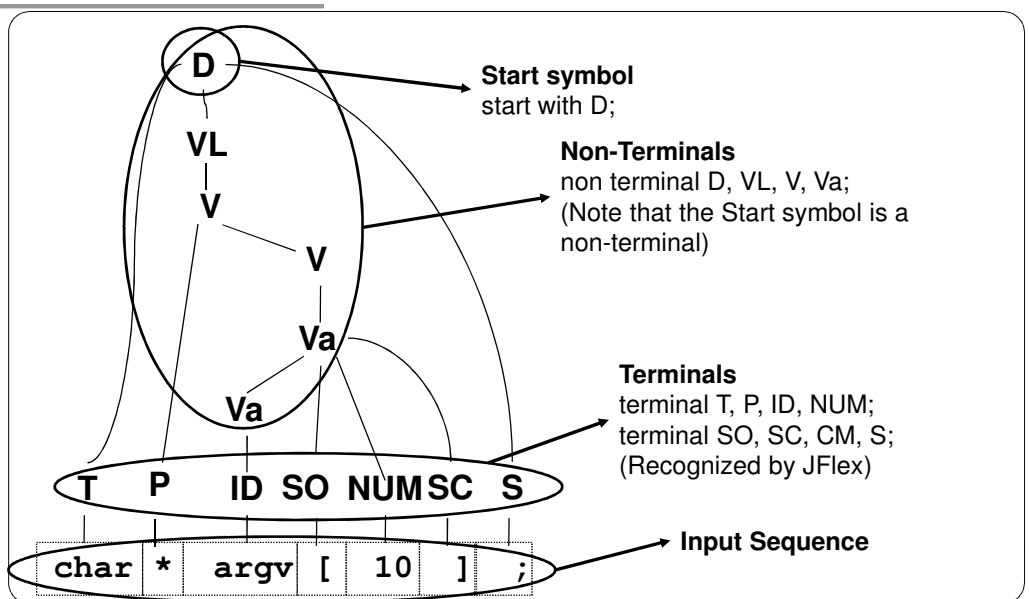 D
Start symbol
start with D;
VL
Non-Terminals
non terminal D, VL, V, Va;
(Note that the Start symbol is a
non-terminal)
V
V
Va
Terminals
terminal T, P, ID, NUM;
terminal SO, SC, CM, S;
(Recognized by JFlex)
Va
T P ID SO NUM SC S
Input Sequence
char * argv [ 10 ] ;